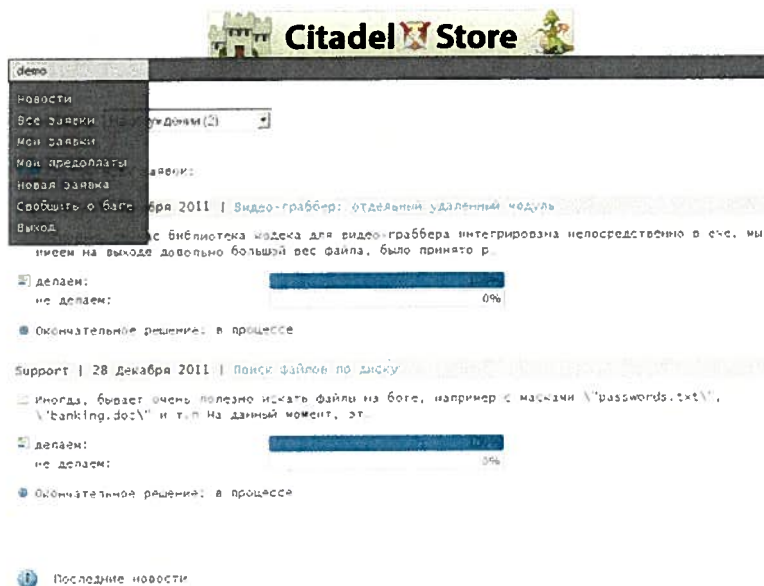 Citadel Store
demo
Новости
Все заявки
Мои заявки
Мои предоплаты
Новая заявка
Сообщить о баге
Выход
(2)
заявок:
2011 | Видео-граббер: отдельный удаленный модуль
библиотека кодека для видео-граббера интегрирована непосредственно в exe, мы
имеем на выходе довольно большой вес файла, было принято р
делаем:
не делаем:
0%
Окончательное решение: в процессе
Support | 28 Декабря 2011 | Поиск файлов по диску
Иногда, бывает очень полезно искать файлы на боте, например с масками \"passwords.txt\",
\"banking.doc\" и т.п На данный момент, эт
делаем:
не делаем:
0%
Окончательное решение: в процессе
Последние новости